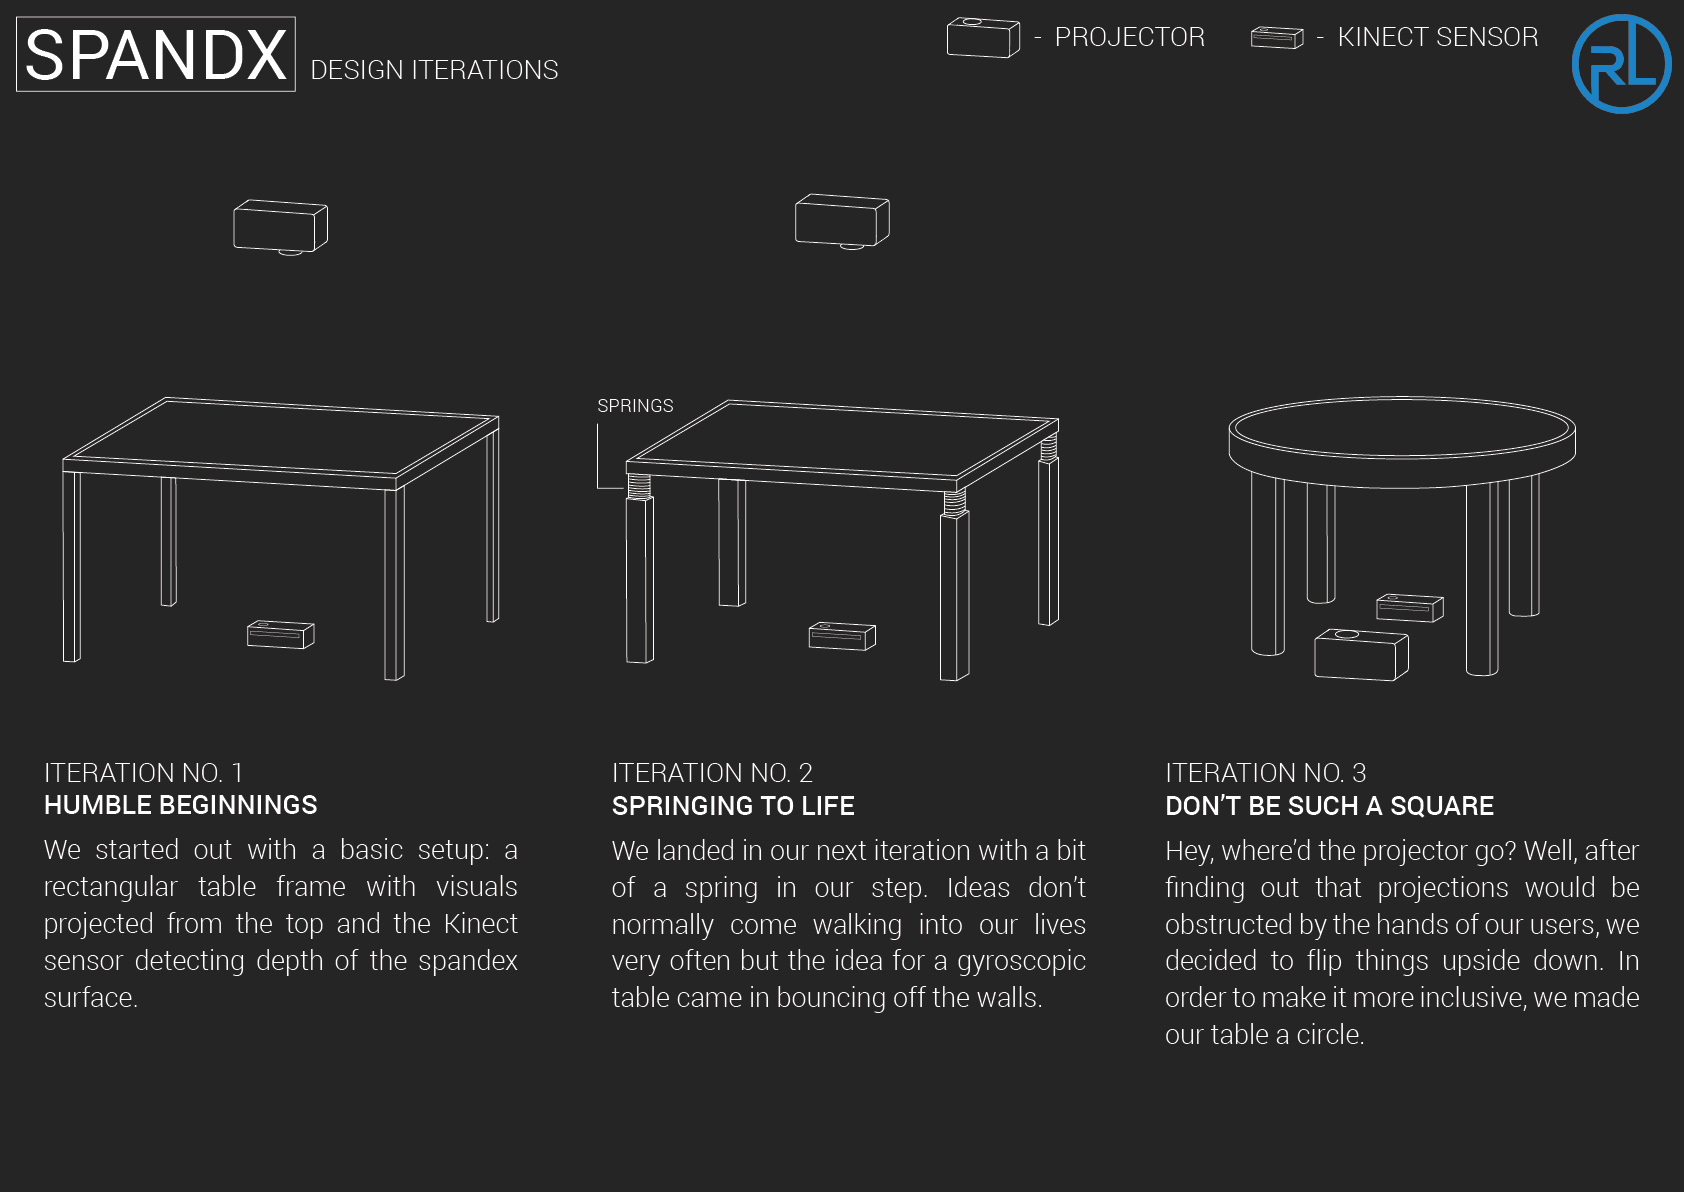 SPANDX
DESIGN ITERATIONS
- PROJECTOR
- KINECT SENSOR
RL
SPRINGS
ITERATION NO. 1
HUMBLE BEGINNINGS
We started out with a basic setup: a
rectangular table frame with visuals
projected from the top and the Kinect
sensor detecting depth of the spandex
surface.
ITERATION NO. 2
SPRINGING TO LIFE
We landed in our next iteration with a bit
of a spring in our step. Ideas don’t
normally come walking into our lives
very often but the idea for a gyroscopic
table came in bouncing off the walls.
ITERATION NO. 3
DON’T BE SUCH A SQUARE
Hey, where’d the projector go? Well, after
finding out that projections would be
obstructed by the hands of our users, we
decided to flip things upside down. In
order to make it more inclusive, we made
our table a circle.